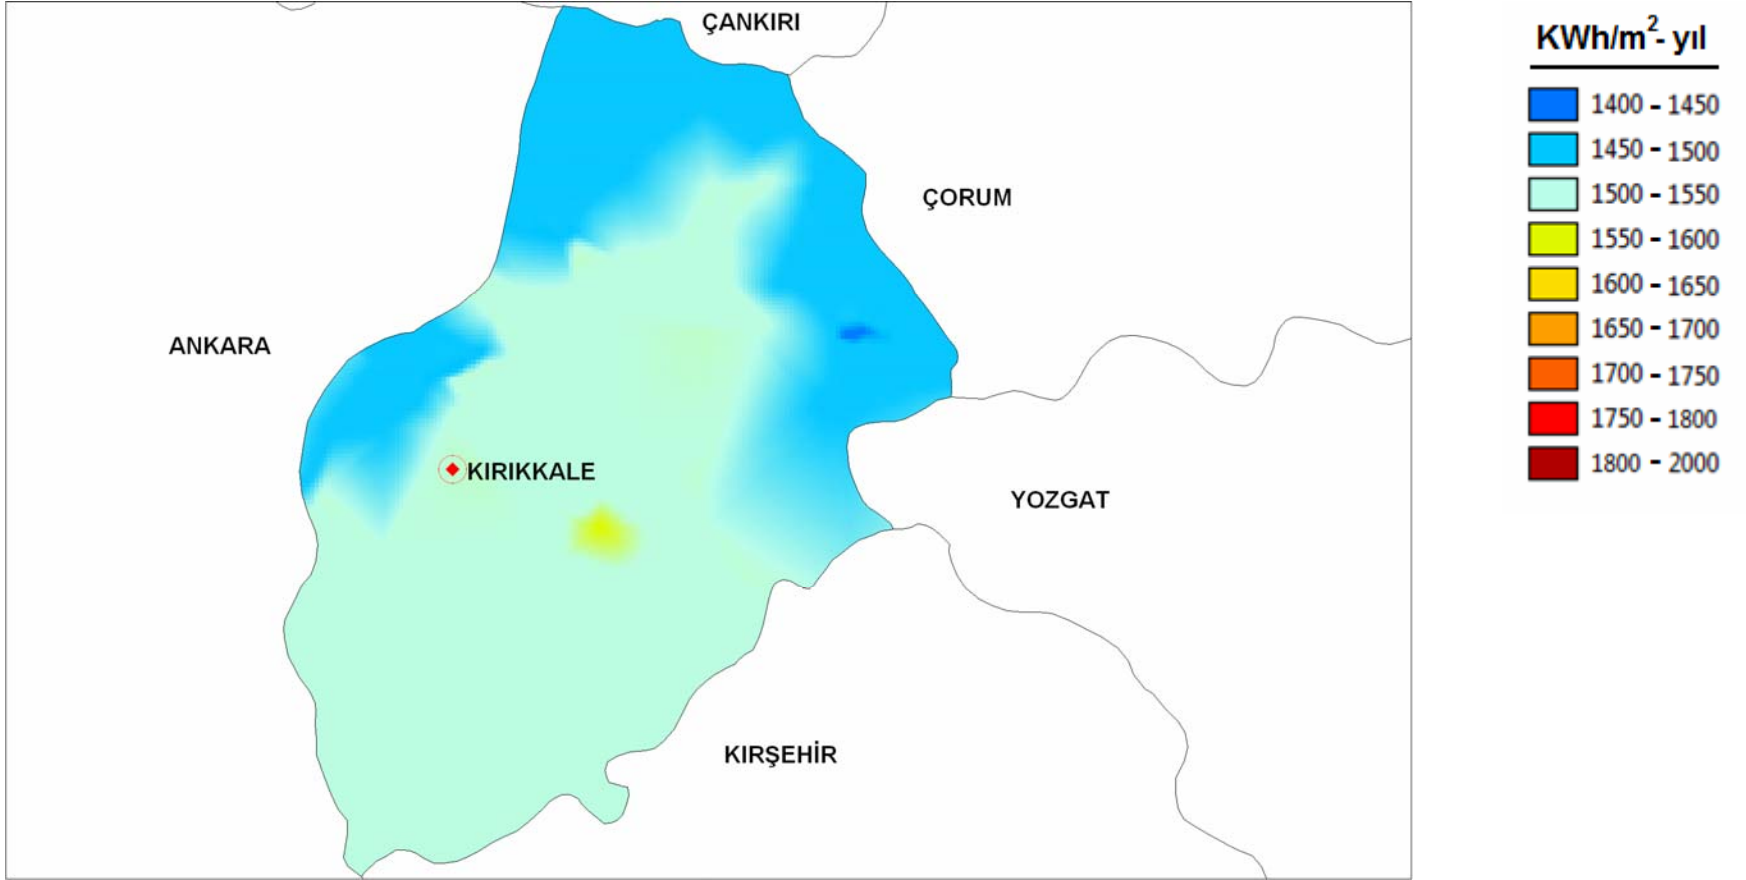 ÇANKIRI
ÇORUM
ANKARA
KIRIKKALE
YOZGAT
KIRŞEHİR
KWh/m²- yıl
1400 - 1450
1450 - 1500
1500 - 1550
1550 - 1600
1600 - 1650
1650 - 1700
1700 - 1750
1750 - 1800
1800 - 2000